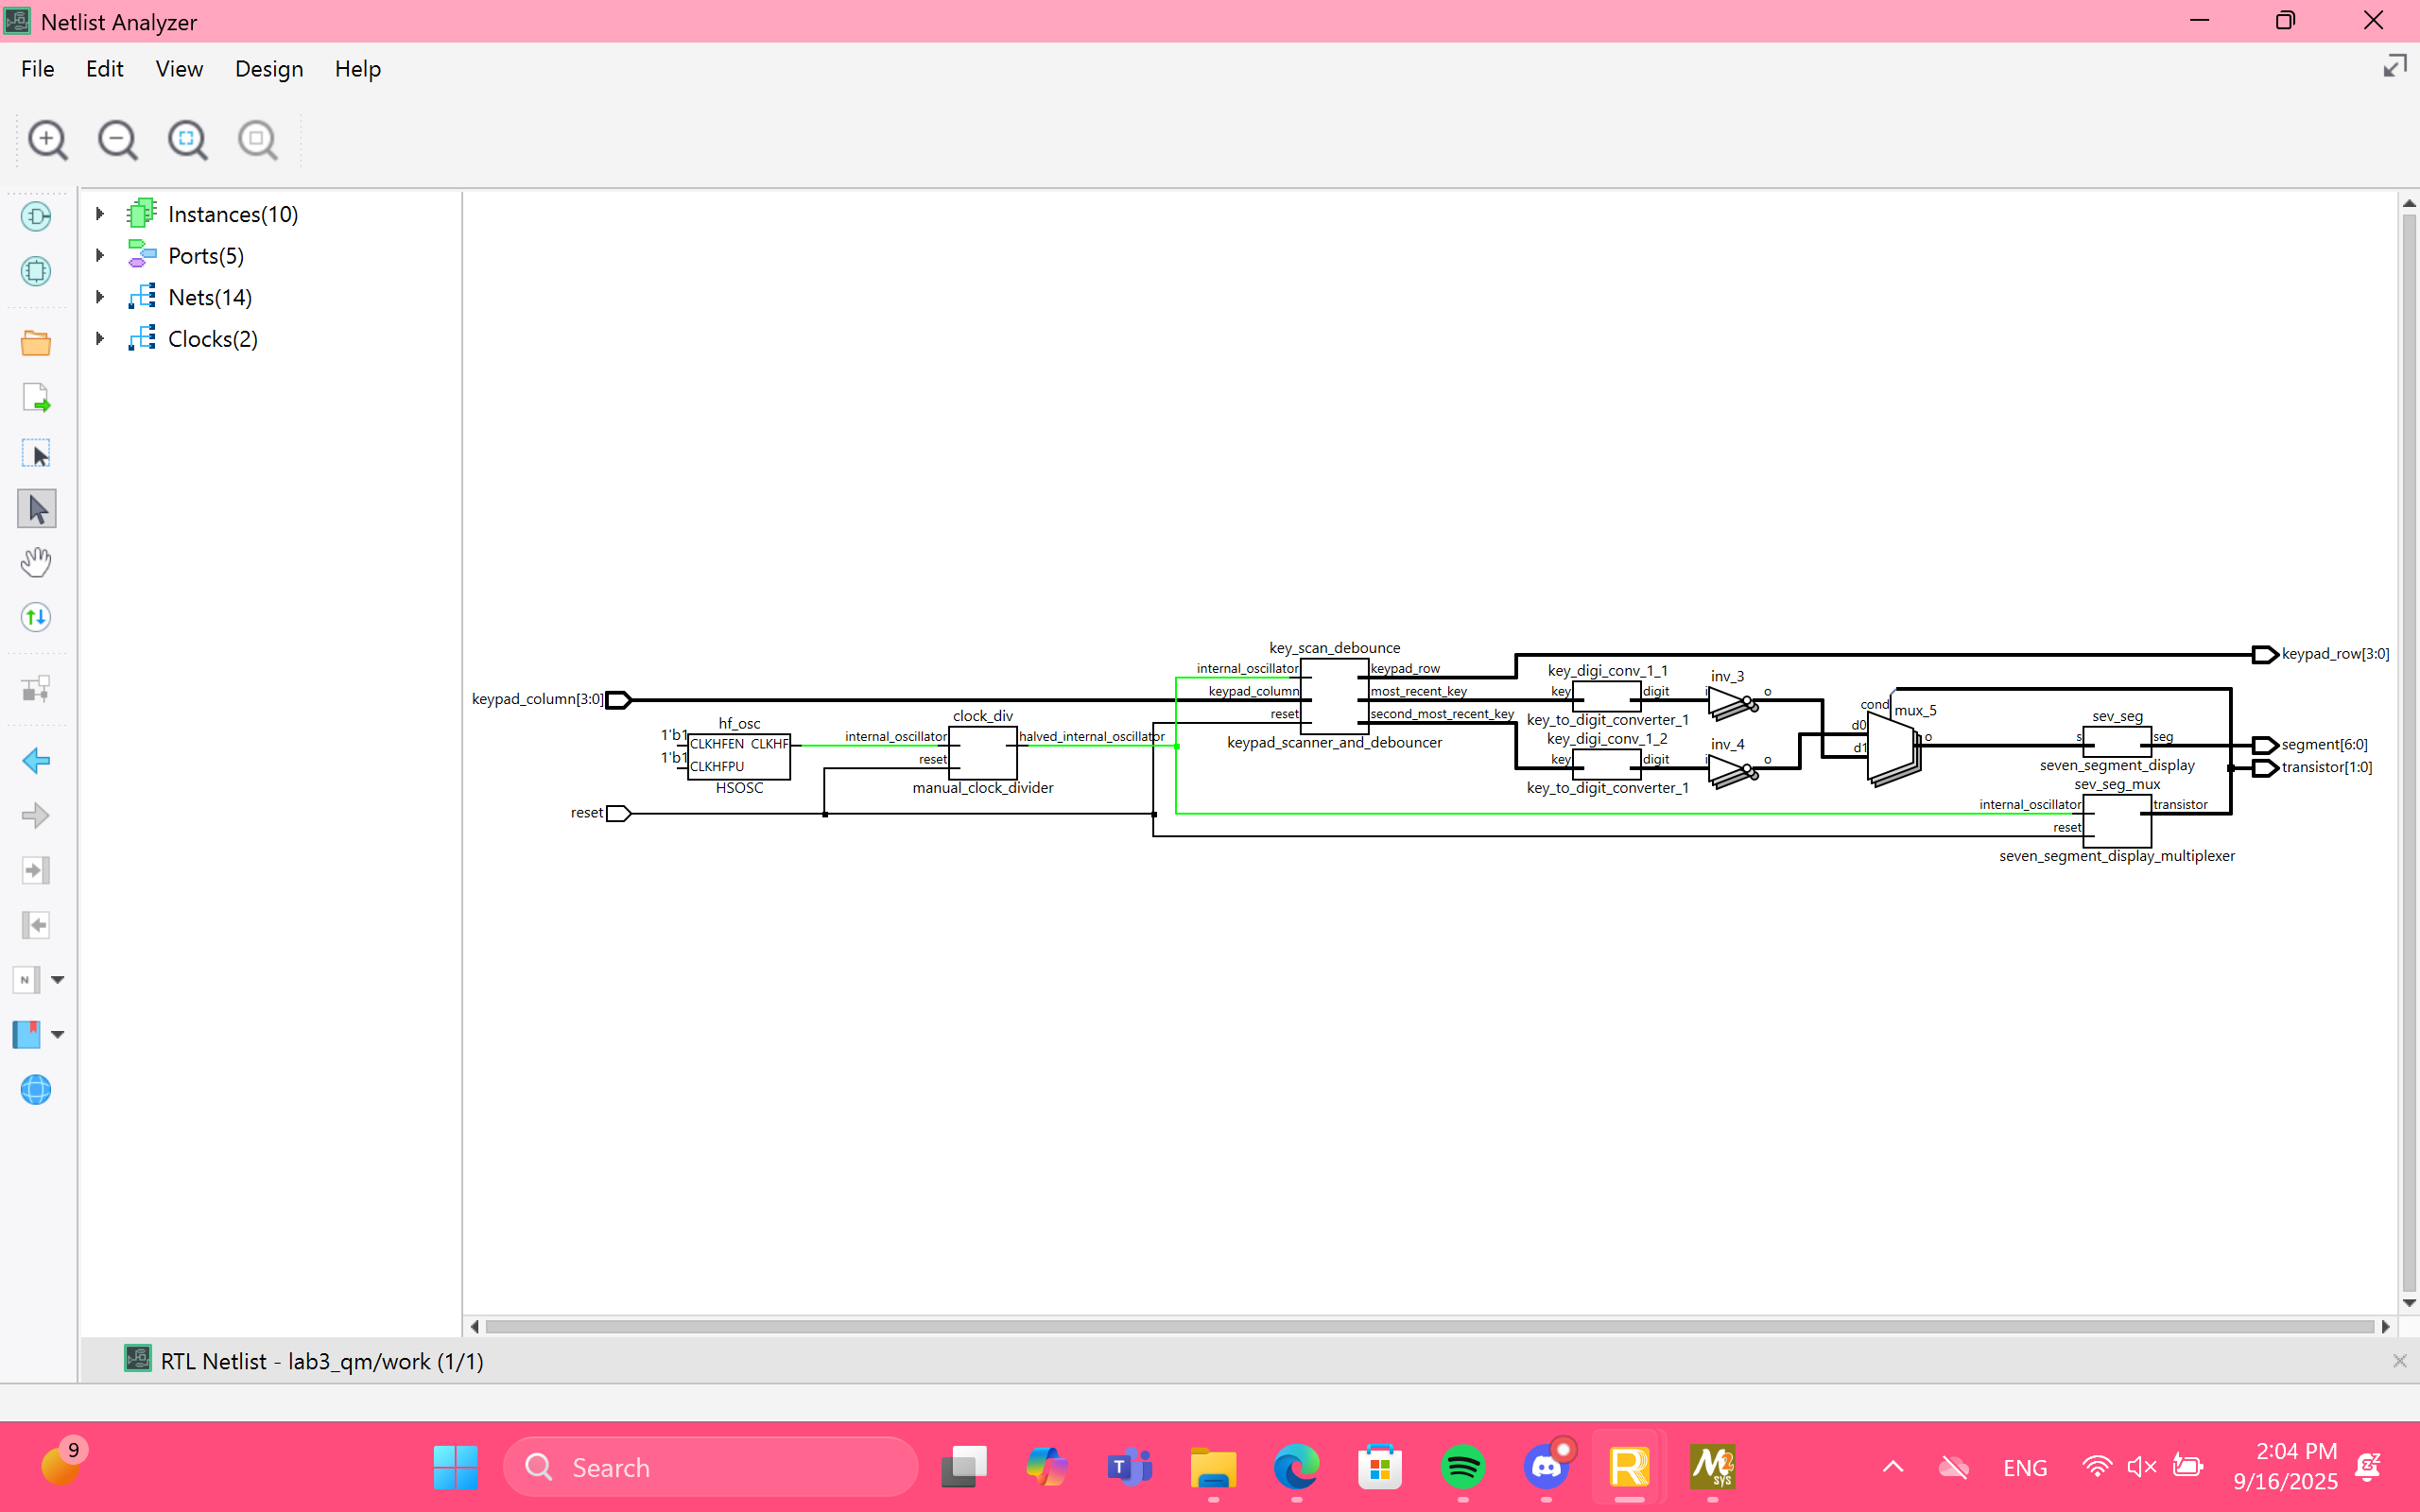 Netlist Analyzer
File Edit View Design Help
Instances(10)
Ports(5)
Nets(14)
Clocks(2)
key_scan_debounce
internal_oscillator
keypad_row
keypad_row[3:0]
keypad_column[3:0]
keypad_column
most_recent_key
reset
second_most_recent_key
keypad_scanner_and_debouncer
key_digi_conv_1_1
key
digit
key_to_digit_converter_1
key_digi_conv_1_2
key
digit
key_to_digit_converter_1
inv_3
i
o
inv_4
i
o
cond
mux_5
d0
d1
o
sev_seg
s
seg
seven_segment_display
segment[6:0]
transistor[1:0]
sev_seg_mux
internal_oscillator
transistor
reset
seven_segment_display_multiplexer
hf_osc
1'b1
CLKHFEN CLKHF
1'b1
CLKHFPU
HSOSC
clock_div
internal_oscillator
halved_internal_oscillator
reset
manual_clock_divider
reset
RTL Netlist - lab3_qm/work (1/1)
9
Search
T
R
M2
sys
ENG
2:04 PM
9/16/2025